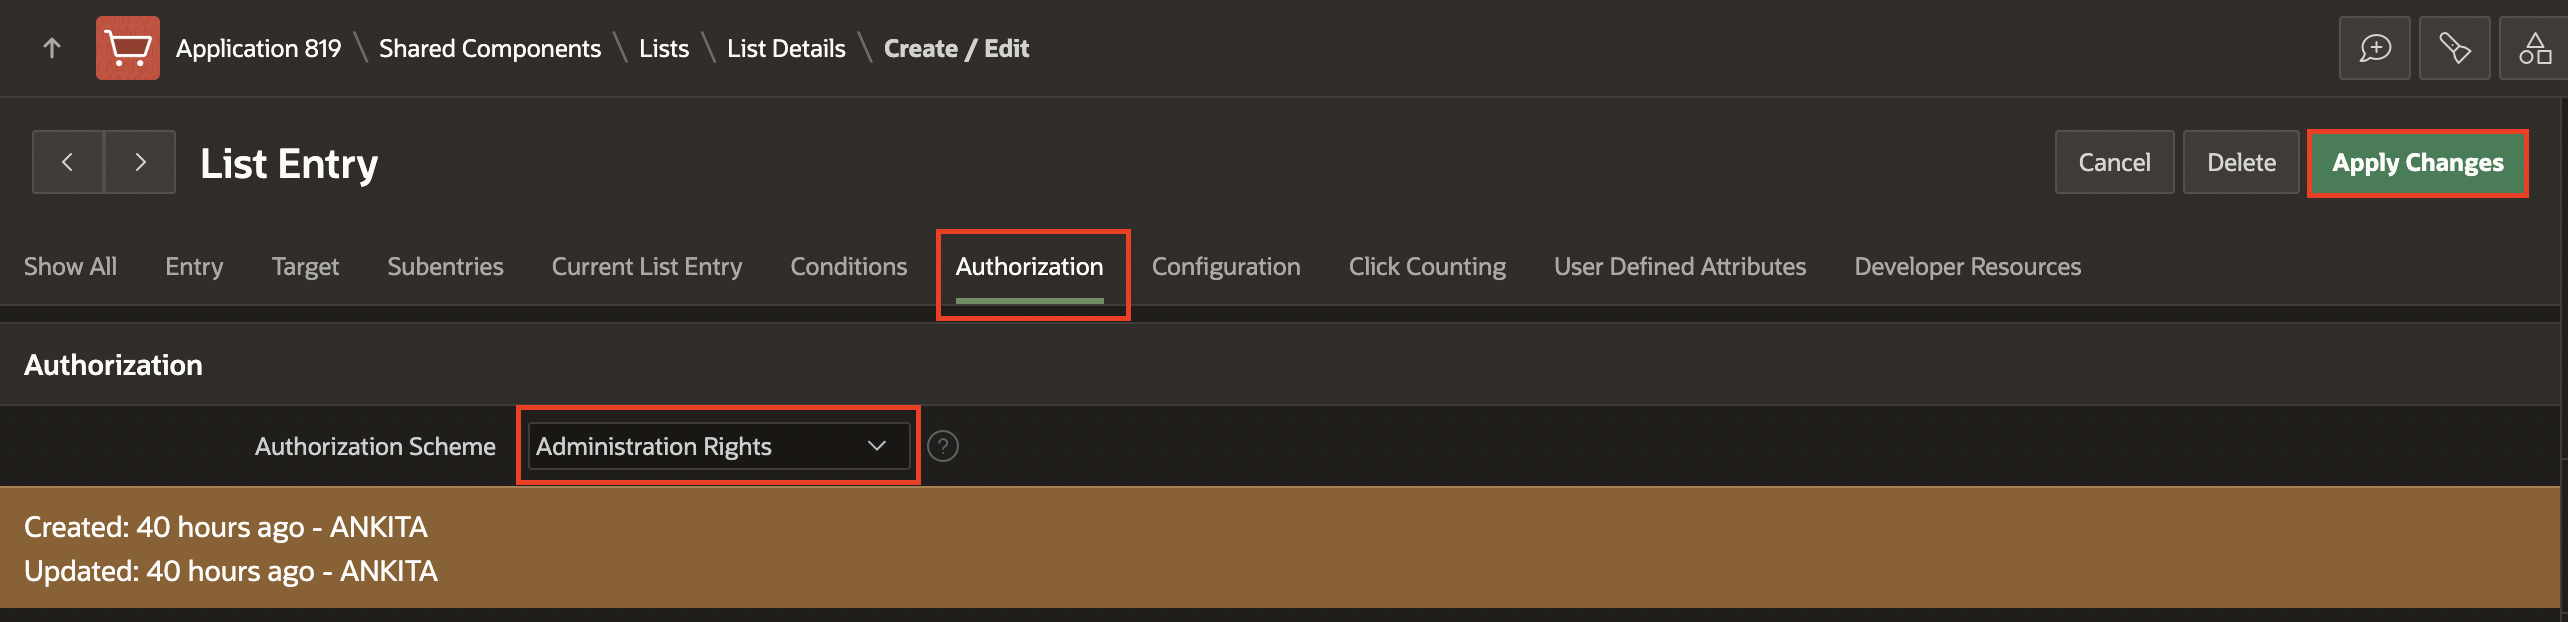 Application 819 \ Shared Components \ Lists \ List Details \ Create / Edit
List Entry
Cancel Delete Apply Changes
Show All Entry Target Subentries Current List Entry Conditions Authorization Configuration Click Counting User Defined Attributes Developer Resources
Authorization
Authorization Scheme Administration Rights ?
Created: 40 hours ago - ANKITA
Updated: 40 hours ago - ANKITA